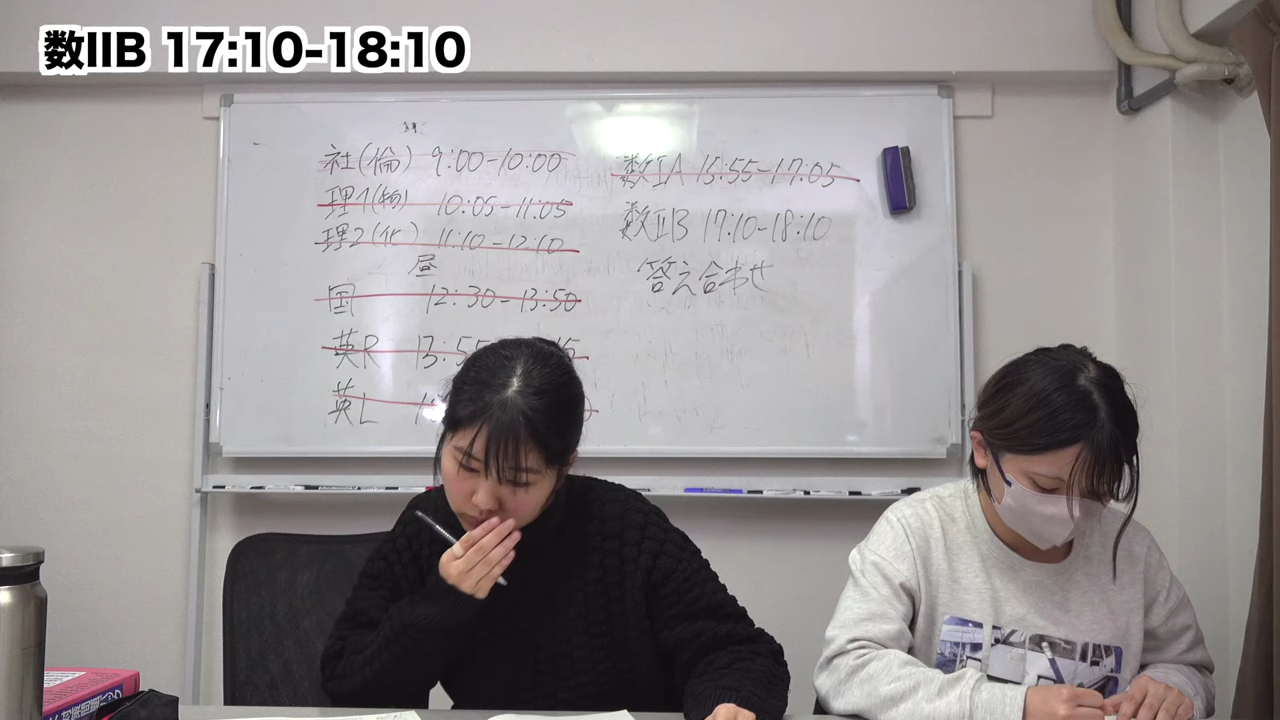 数IIB 17:10-18:10
社(倫) 9:00-10:00
理1(物) 10:05-11:05
理2(化) 11:10-12:10
昼
国 12:30-13:50
英R 13:55
英L
数IA 15:55-17:05
数IIB 17:10-18:10
答え合わせ